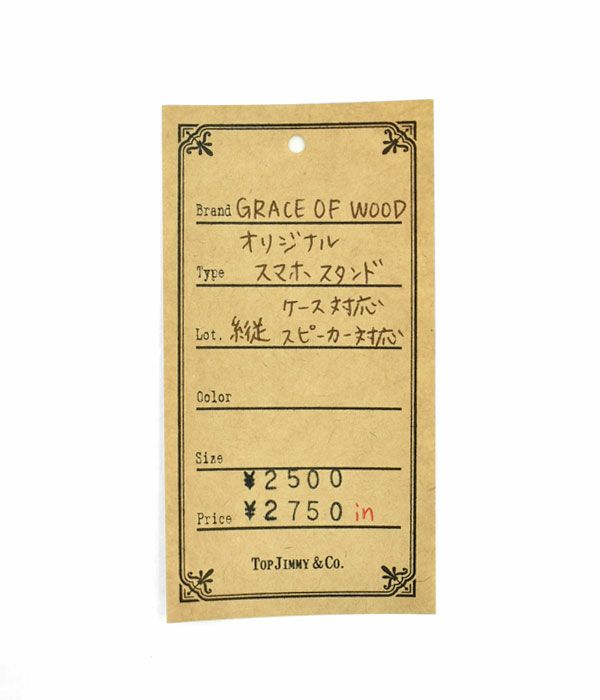 Brand GRACE OF WOOD
オリジナル
Type スマホスタンド
ケース対応
Lot. 縦 スピーカー対応
Color
Size
¥2500
Price ¥2750 in
TOP JIMMY & CO.